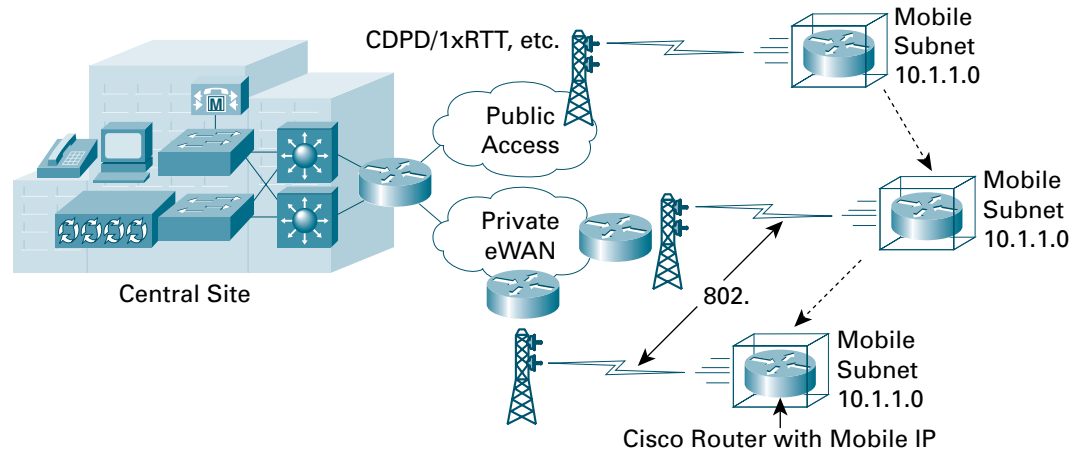 CDPD/1xRTT, etc.
Mobile
Subnet
10.1.1.0
M
Public
Access
Mobile
Subnet
10.1.1.0
Private
eWAN
Central Site
802.
Mobile
Subnet
10.1.1.0
Cisco Router with Mobile IP